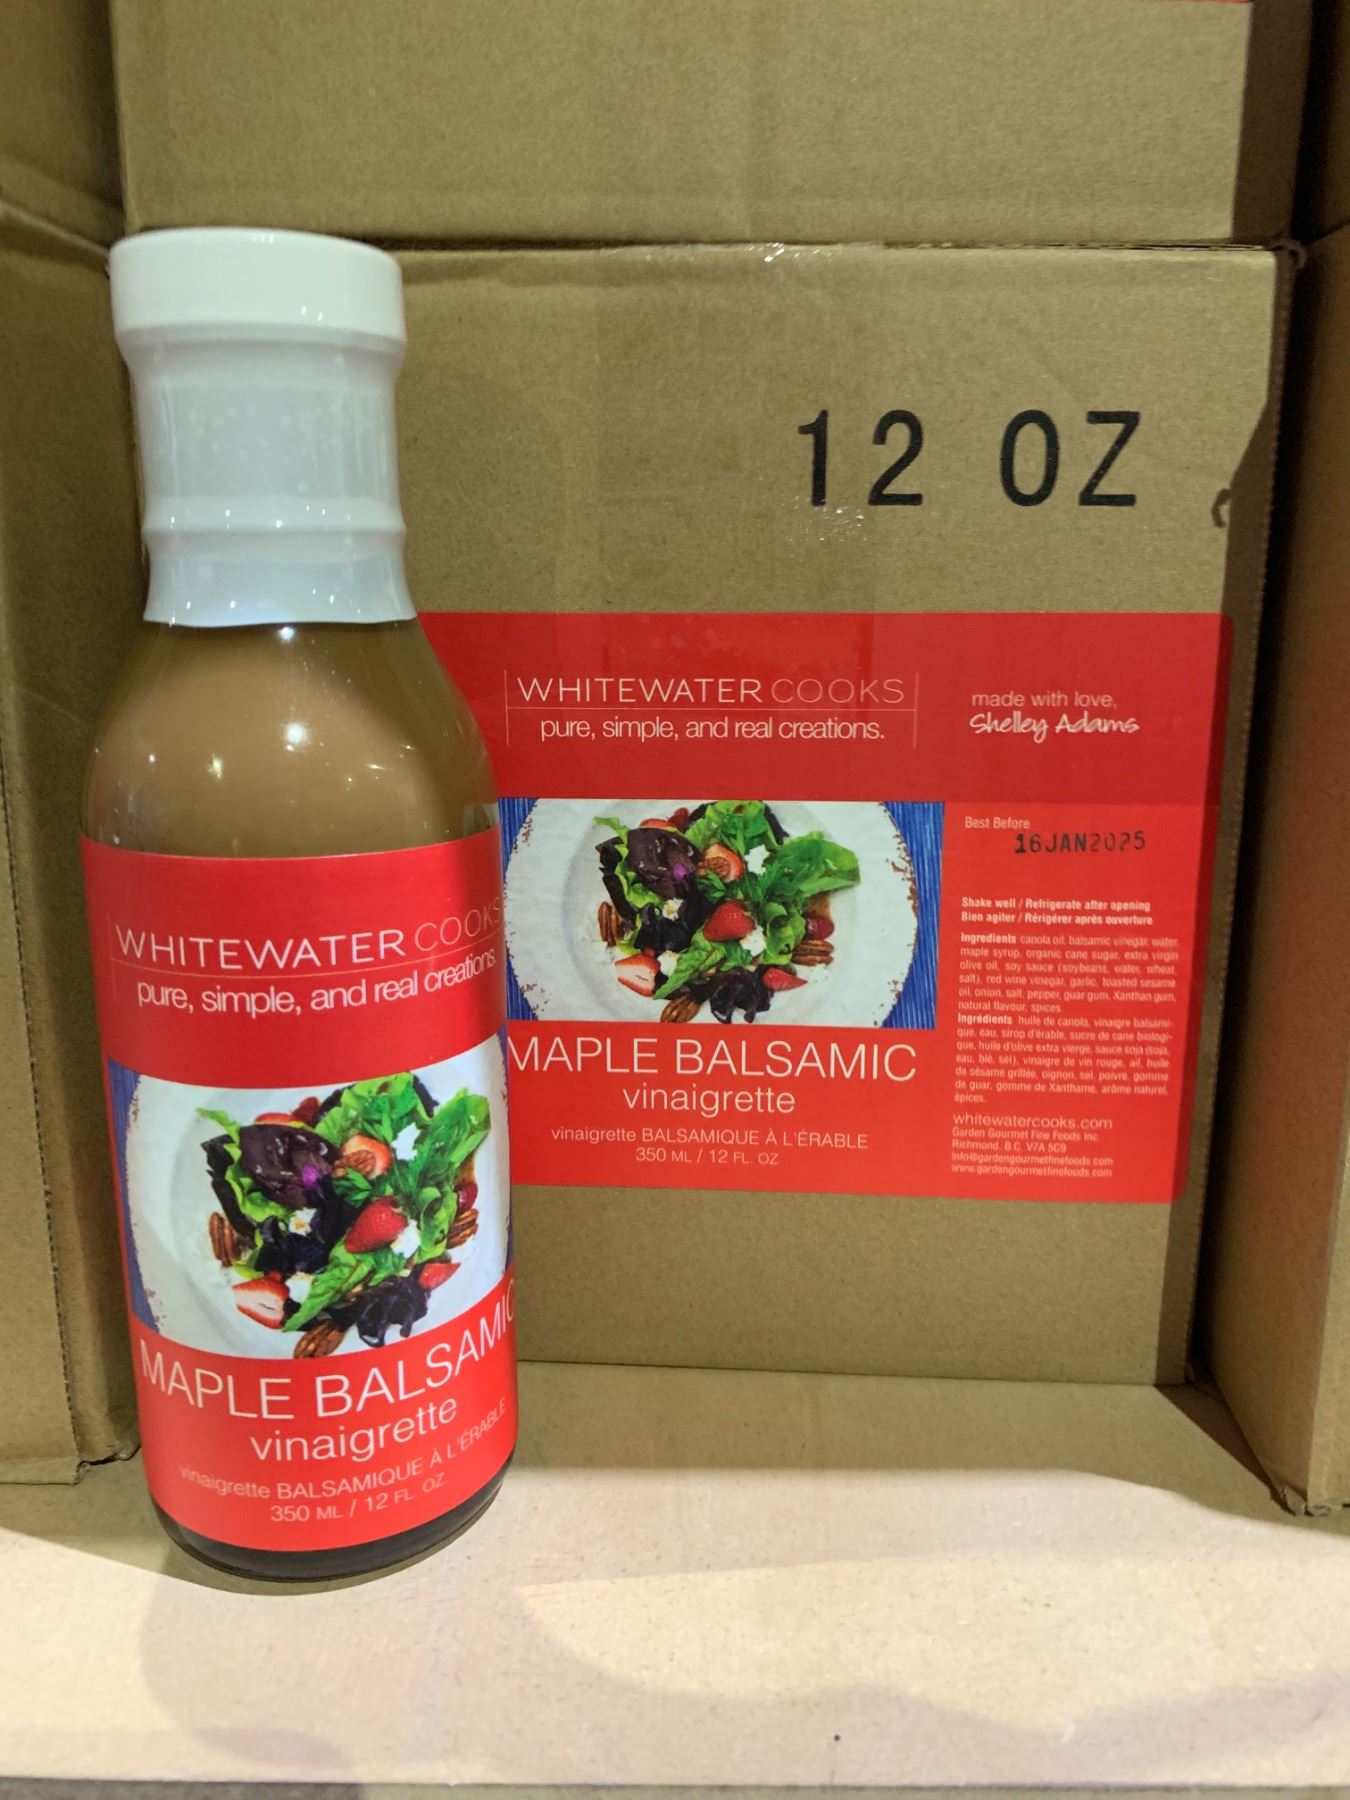 12 OZ
WHITEWATER COOKS
pure, simple, and real creations.
made with love,
Shelley Adams
Best Before
16JAN2025
Shake well / Refrigerate after opening
Bien agiter / Rérigérer après ouverture
Ingredients canola oil, balsamic vinegar, water,
maple syrup, organic cane sugar, extra virgin
olive oil, soy sauce (soybeans, water, wheat,
salt), red wine vinegar, garlic, toasted sesame
oil, onion, salt, pepper, guar gum, Xanthan gum,
natural flavour, spices
Ingrédients huile de canola, vinaigre balsami-
que, eau, sirop d'érable, sucre de cane biologi-
que, huile d'olive extra vierge, sauce soja (soja,
eau, blé, sel), vinaigre de vin rouge, ail, huile
de sésame grillée, oignon, sel, poivre, gomme
de guar, gomme de Xanthame, arôme naturel,
épices.
whitewatercooks.com
Garden Gourmet Fine Foods Inc.
Richmond, B.C. V7A 5C9
info@gardengourmetfinefoods.com
www.gardengourmetfinefoods.com
MAPLE BALSAMIC
vinaigrette
vinaigrette BALSAMIQUE À L'ÉRABLE
350 ML / 12 FL. OZ.
WHITEWATER COOKS
pure, simple, and real creations.
MAPLE BALSAMIC
vinaigrette
vinaigrette BALSAMIQUE À L'ÉRABLE
350 ML / 12 FL. OZ.